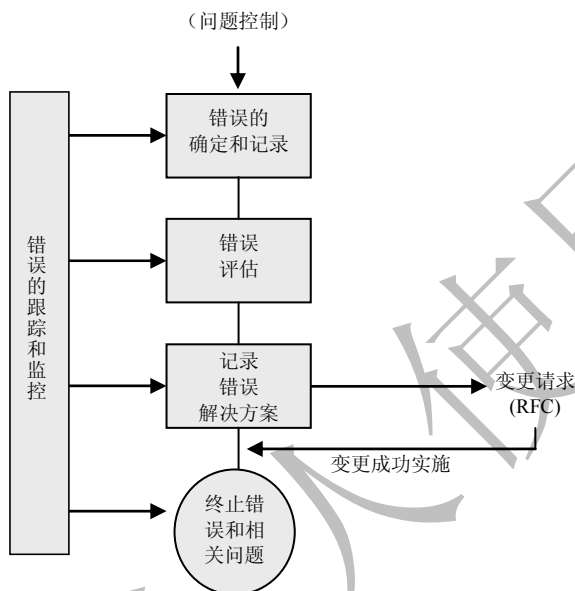 （问题控制）
错误的
确定和记录
错误的跟踪和监控
错误
评估
记录
错误
解决方案
变更请求
(RFC)
变更成功实施
终止错
误和相
关问题
人使